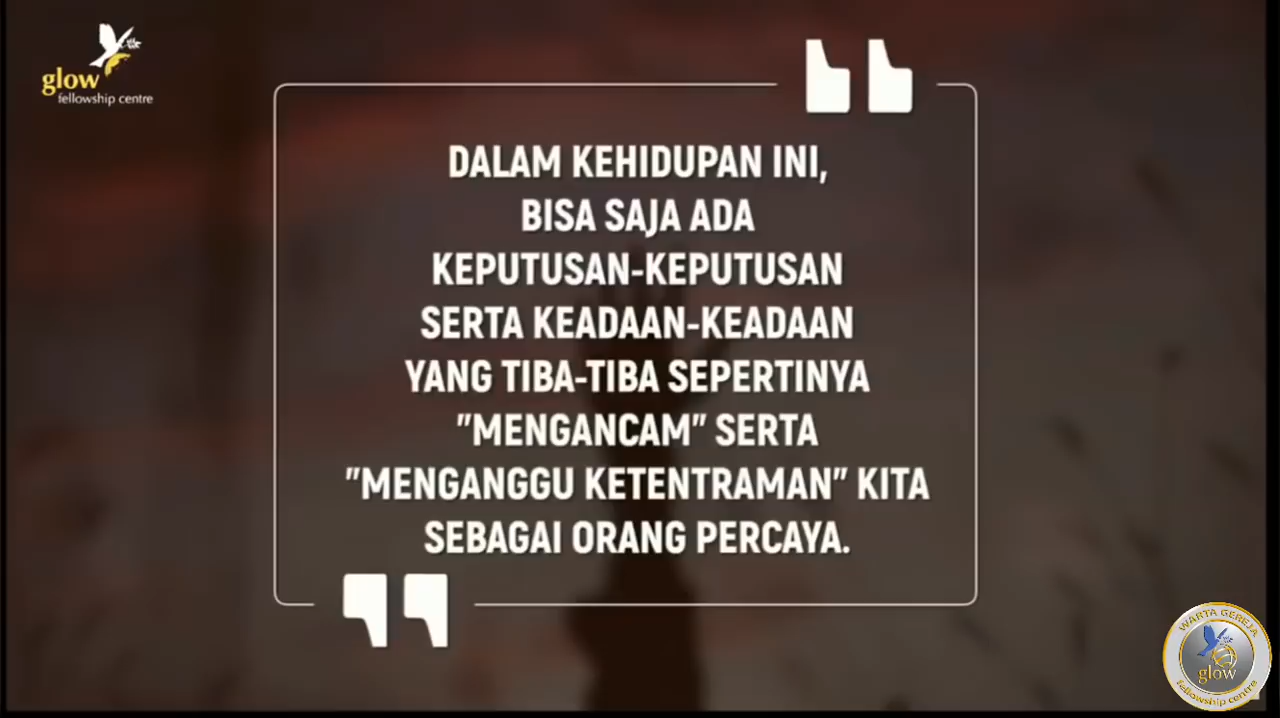 glow
fellowship centre
DALAM KEHIDUPAN INI,
BISA SAJA ADA
KEPUTUSAN-KEPUTUSAN
SERTA KEADAAN-KEADAAN
YANG TIBA-TIBA SEPERTINYA
"MENGANCAM" SERTA
"MENGANGGU KETENTRAMAN" KITA
SEBAGAI ORANG PERCAYA.
WARTA GEREJA
glow
fellowship centre